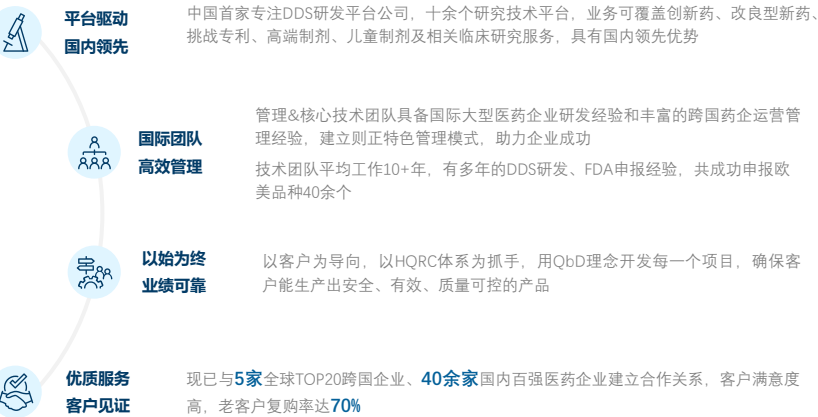 平台驱动
国内领先
中国首家专注DDS研发平台公司，十余个研究技术平台，业务可覆盖创新药、改良型新药、
挑战专利、高端制剂、儿童制剂及相关临床研究服务，具有国内领先优势
国际团队
高效管理
管理&核心技术团队具备国际大型医药企业研发经验和丰富的跨国药企运营管
理经验，建立则正特色管理模式，助力企业成功
技术团队平均工作10+年，有多年的DDS研发、FDA申报经验，共成功申报欧
美品种40余个
以始为终
业绩可靠
以客户为导向，以HQRC体系为抓手，用QbD理念开发每一个项目，确保客
户能生产出安全、有效、质量可控的产品
优质服务
客户见证
现已与5家全球TOP20跨国企业、40余家国内百强医药企业建立合作关系，客户满意度
高，老客户复购率达70%